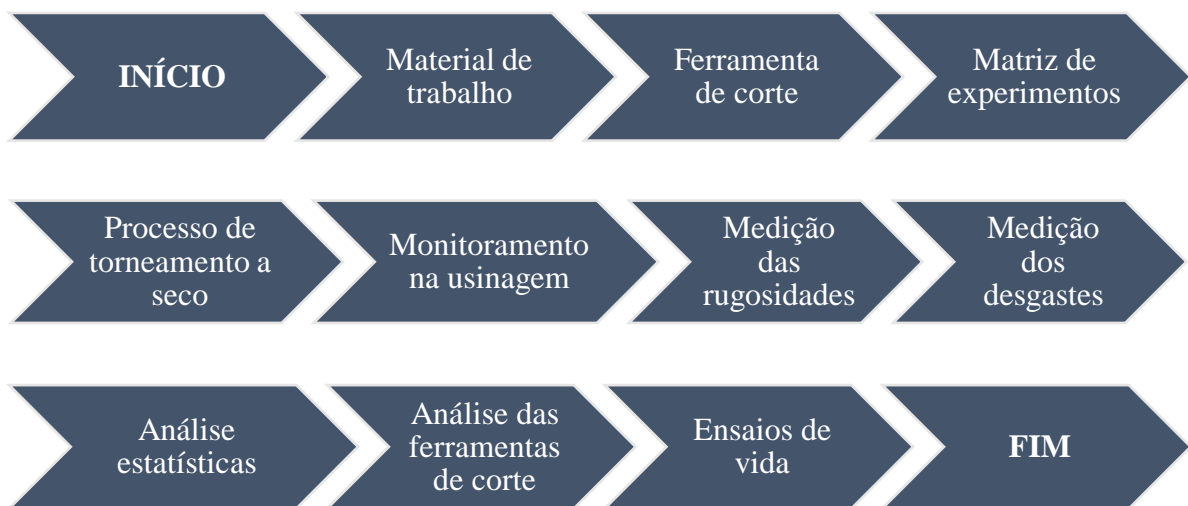 INÍCIO
Material de
trabalho
Ferramenta
de corte
Matriz de
experimentos
Processo de
torneamento a
seco
Monitoramento
na usinagem
Medição
das
rugosidades
Medição
dos
desgastes
Análise
estatísticas
Análise das
ferramentas
de corte
Ensaios de
vida
FIM